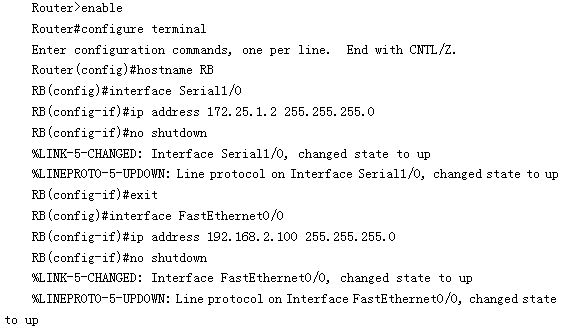 Router>enable
Router#configure terminal
Enter configuration commands, one per line.  End with CNTL/Z.
Router(config)#hostname RB
RB(config)#interface Serial1/0
RB(config-if)#ip address 172.25.1.2 255.255.255.0
RB(config-if)#no shutdown
%LINK-5-CHANGED: Interface Serial1/0, changed state to up
%LINEPROTO-5-UPDOWN: Line protocol on Interface Serial1/0, changed state to up
RB(config-if)#exit
RB(config)#interface FastEthernet0/0
RB(config-if)#ip address 192.168.2.100 255.255.255.0
RB(config-if)#no shutdown
%LINK-5-CHANGED: Interface FastEthernet0/0, changed state to up
%LINEPROTO-5-UPDOWN: Line protocol on Interface FastEthernet0/0, changed state
to up